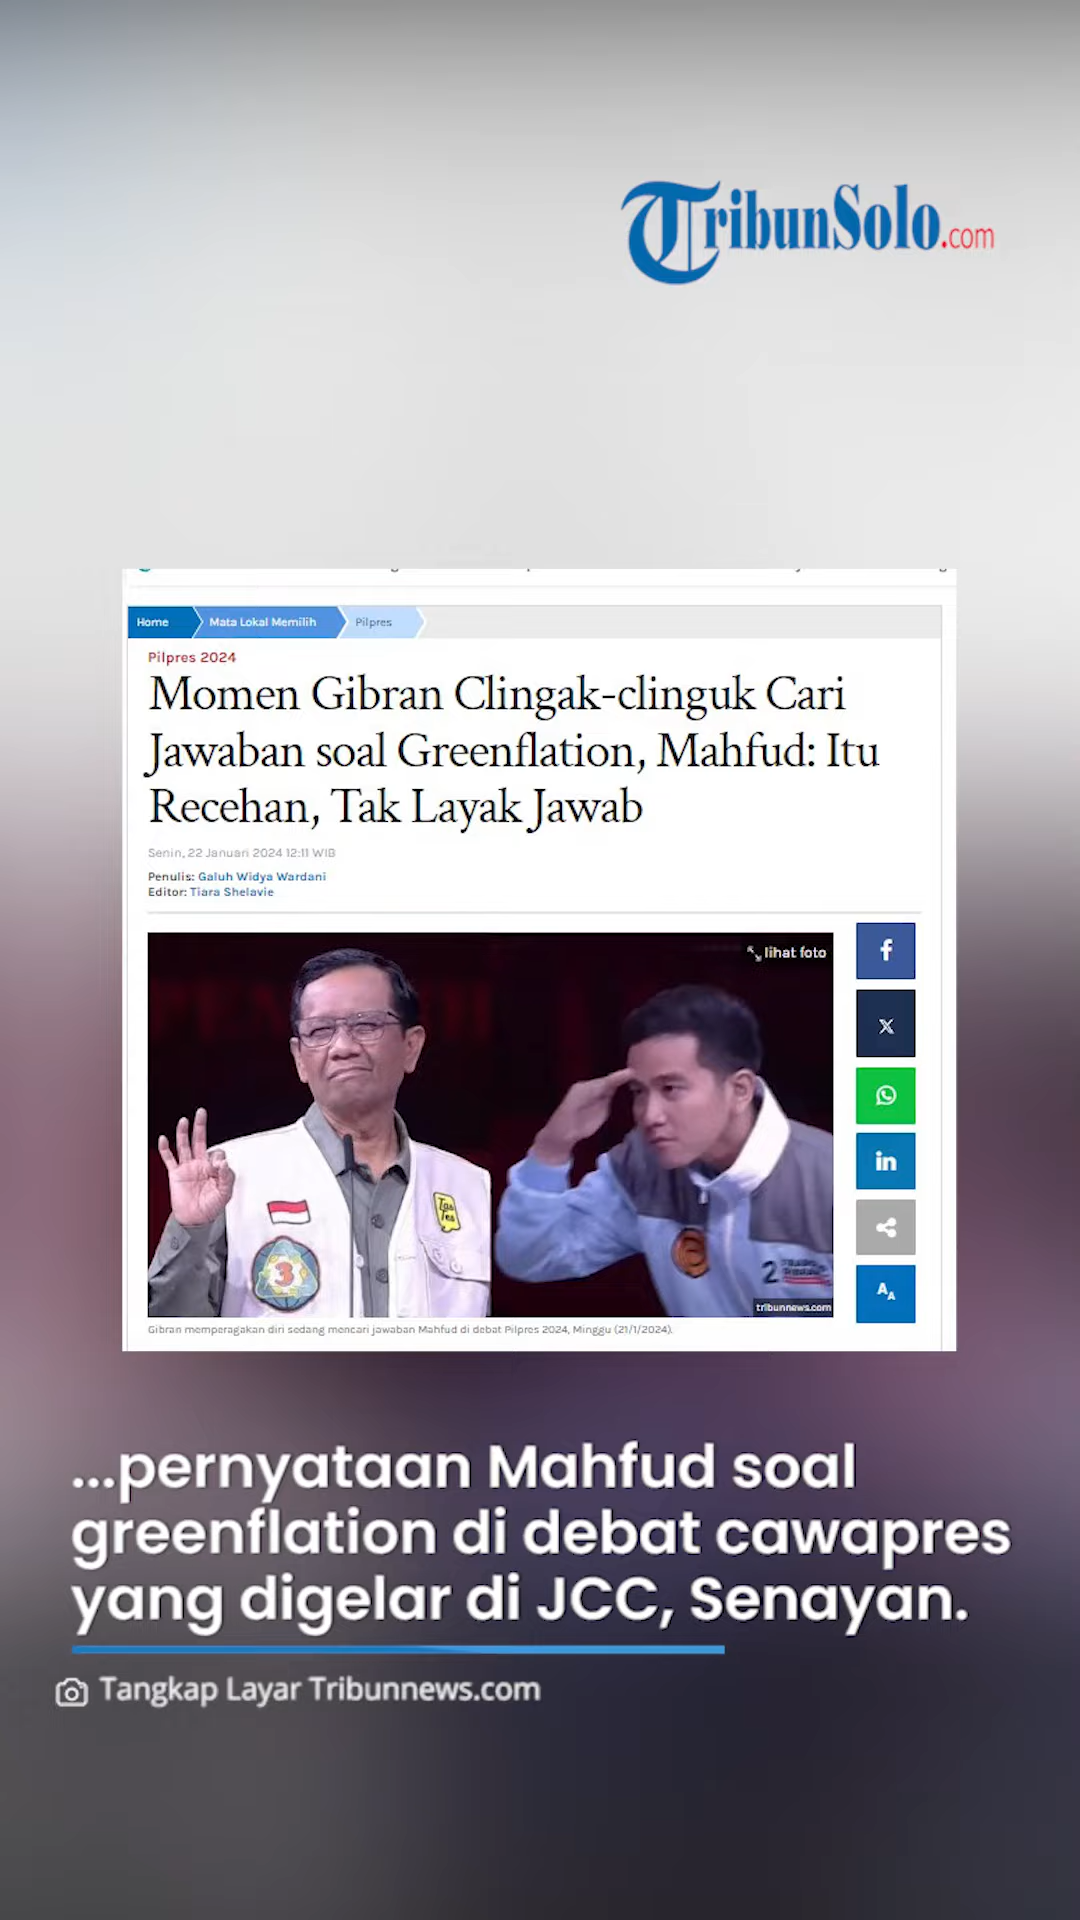 TribunSolo.com
Home
Mata Lokal Memilih
Pilpres
Pilpres 2024
Momen Gibran Clingak-clinguk Cari
Jawaban soal Greenflation, Mahfud: Itu
Recehan, Tak Layak Jawab
Senin, 22 Januari 2024 12:11 WIB
Penulis: Galuh Widya Wardani
Editor: Tiara Shelavie
lihat foto
3
2
tribunnews.com
Gibran memperagakan diri sedang mencari jawaban Mahfud di debat Pilpres 2024, Minggu (21/1/2024).
...pernyataan Mahfud soal
greenflation di debat cawapres
yang digelar di JCC, Senayan.
Tangkap Layar Tribunnews.com